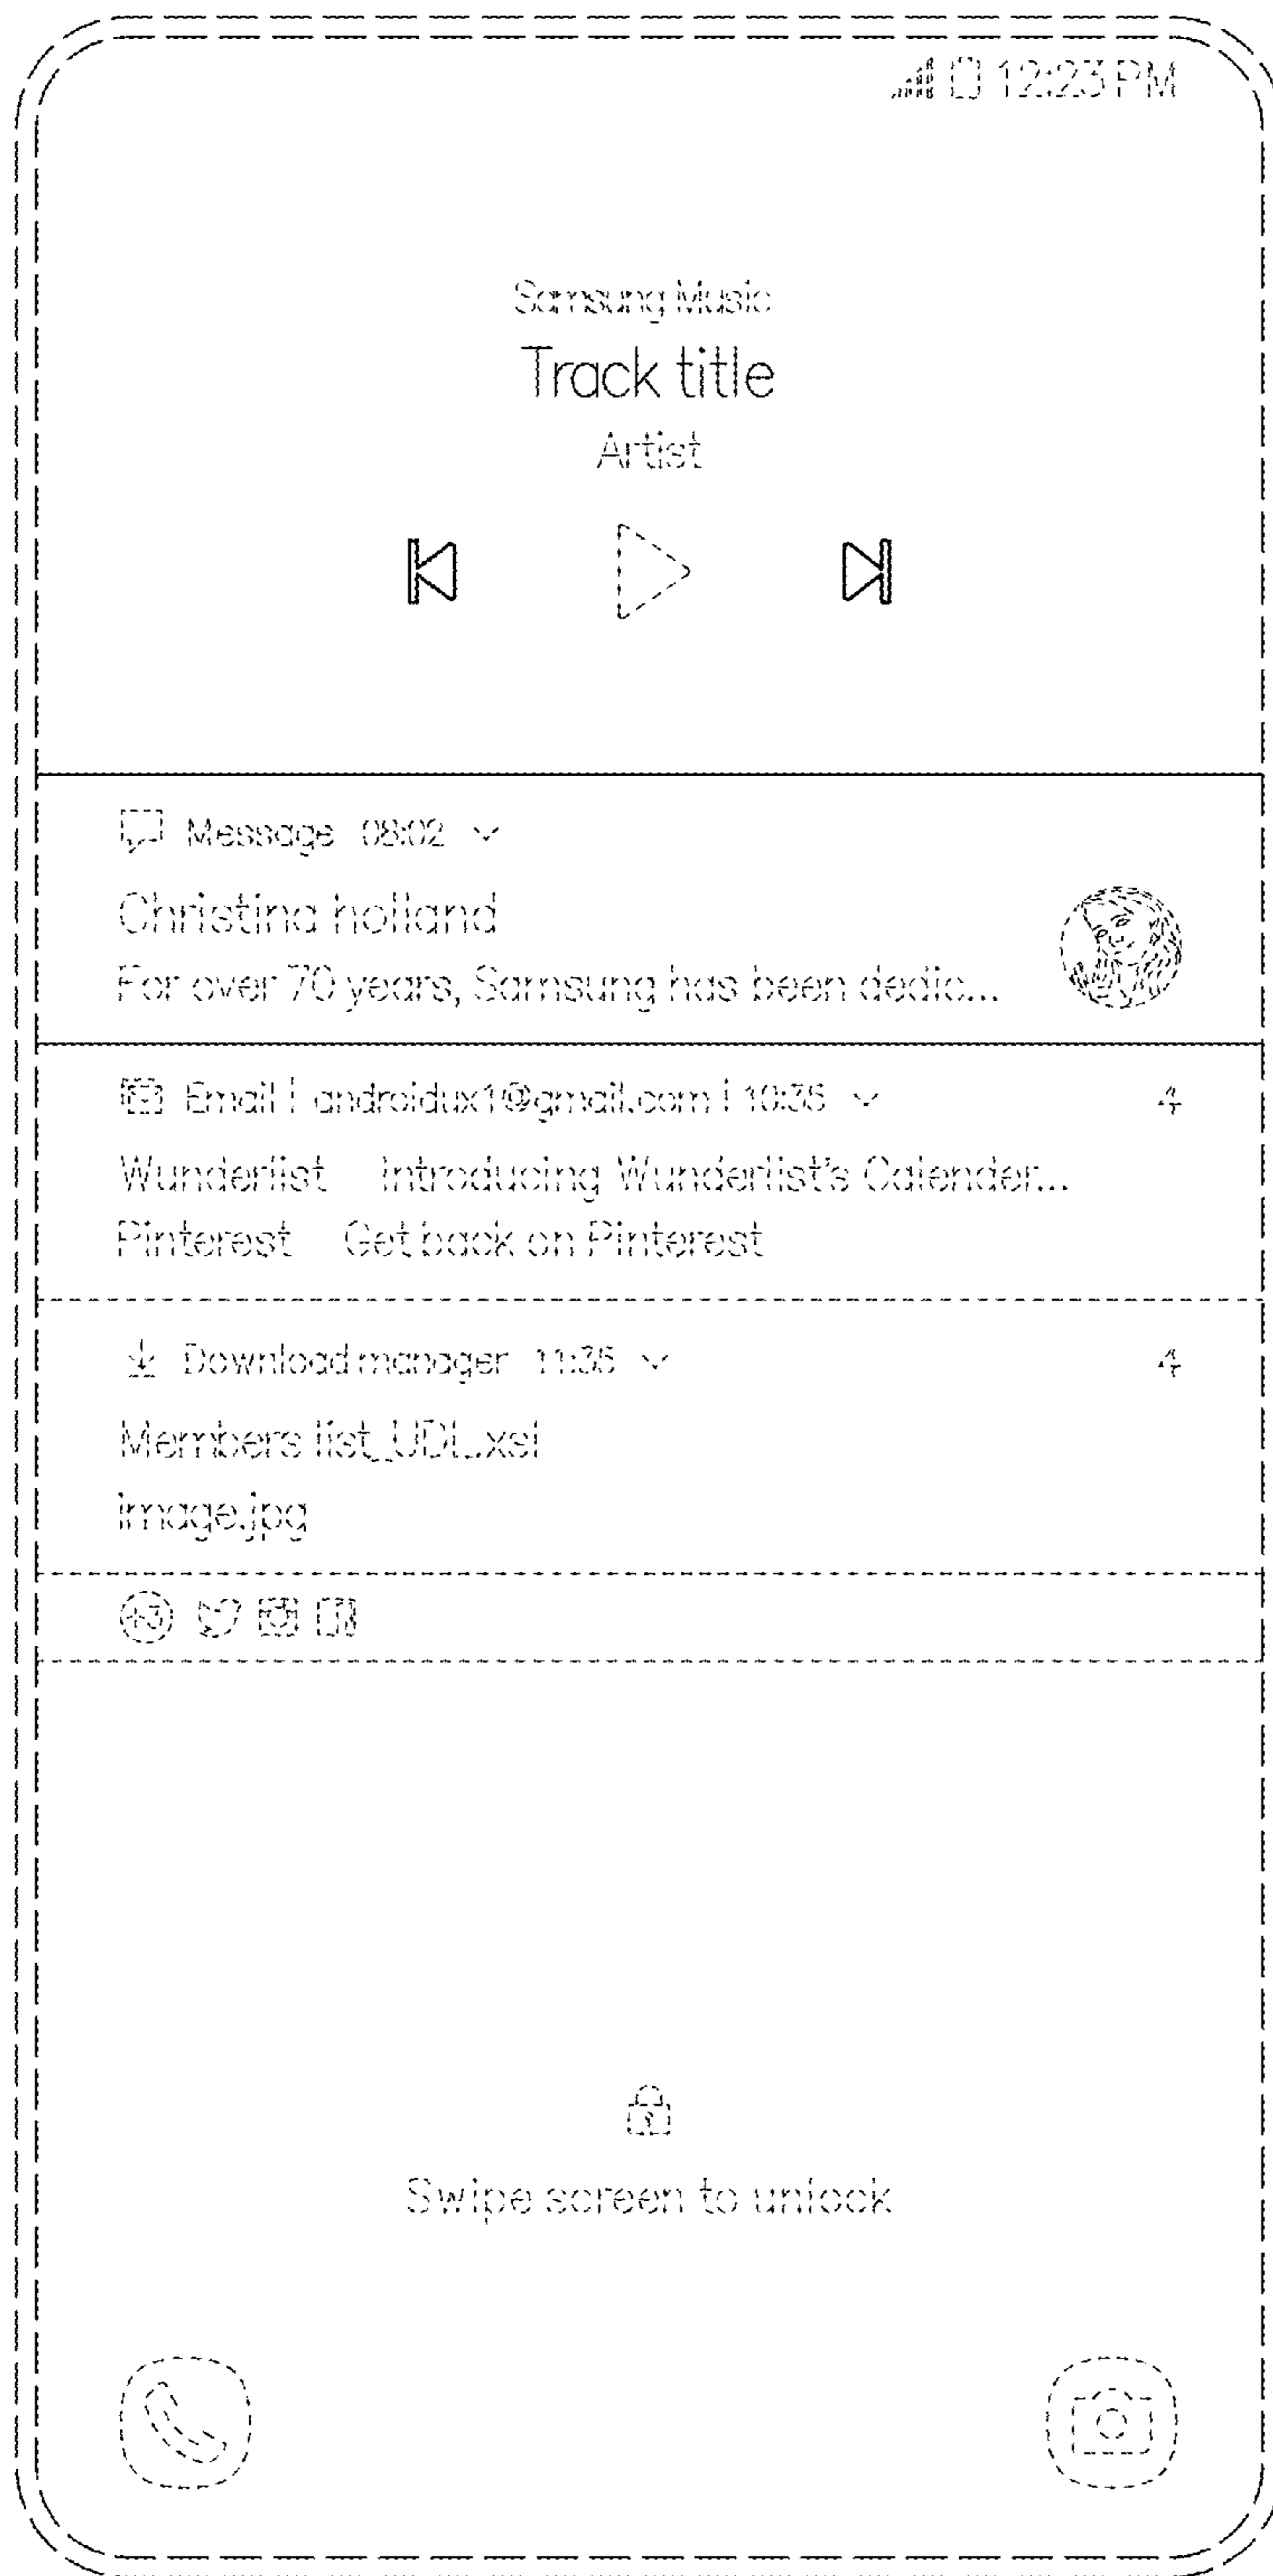 12:23 PM
Samsung Music
Track title
Artist
Message 08:02
Christina holland
For over 70 years, Samsung has been dedic...
Email | androidux1@gmail.com | 10:36 4
Wunderlist Introducing Wunderlist's Calender...
Pinterest Get back on Pinterest
Download manager 11:36 4
Members list_UDL.xsl
image.jpg
+3
Swipe screen to unlock